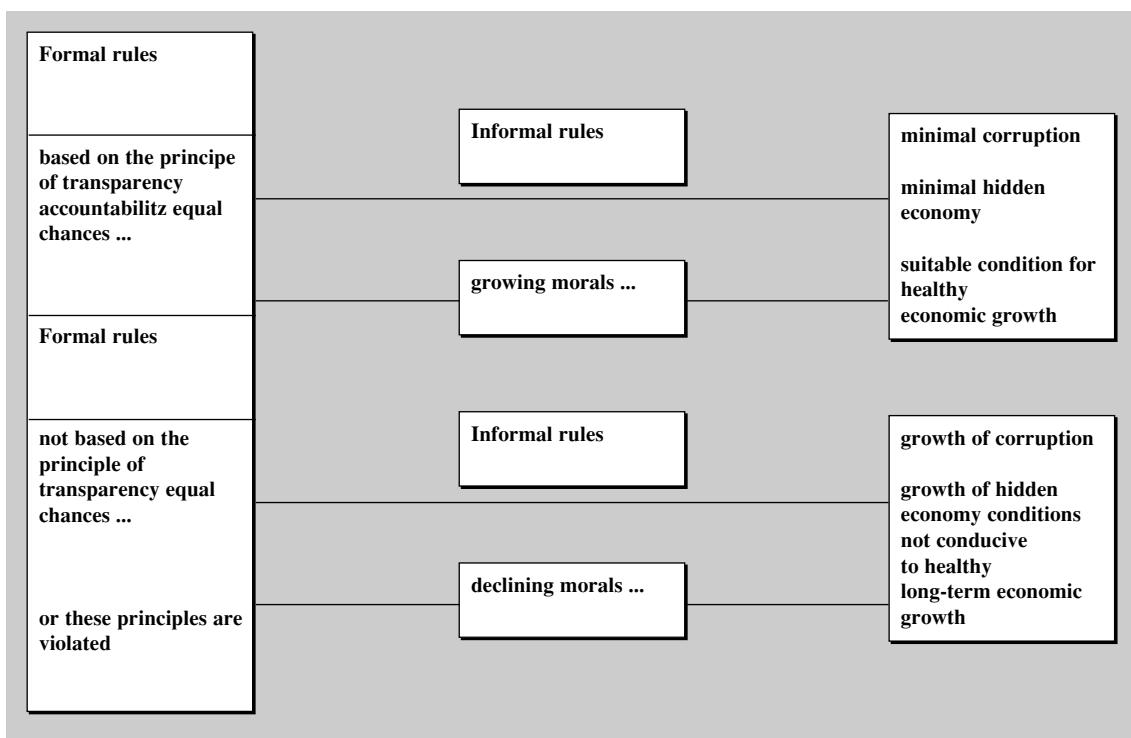 Formal rules
based on the principe
of transparency
accountabilitz equal
chances ...
Informal rules
growing morals ...
minimal corruption
minimal hidden
economy
suitable condition for
healthy
economic growth
Formal rules
not based on the
principle of
transparency equal
chances ...
or these principles are
violated
Informal rules
declining morals ...
growth of corruption
growth of hidden
economy conditions
not conducive
to healthy
long-term economic
growth